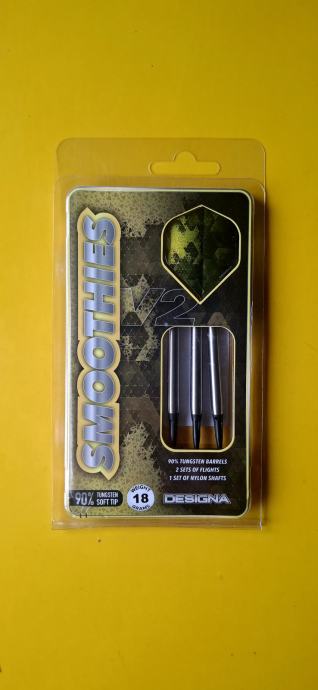 SMOOTHIES
V2
90% TUNGSTEN BARRELS
2 SETS OF FLIGHTS
1 SET OF NYLON SHAFTS
90% TUNGSTEN
SOFT TIP
WEIGHT
18
GRAMS
DESIGNA